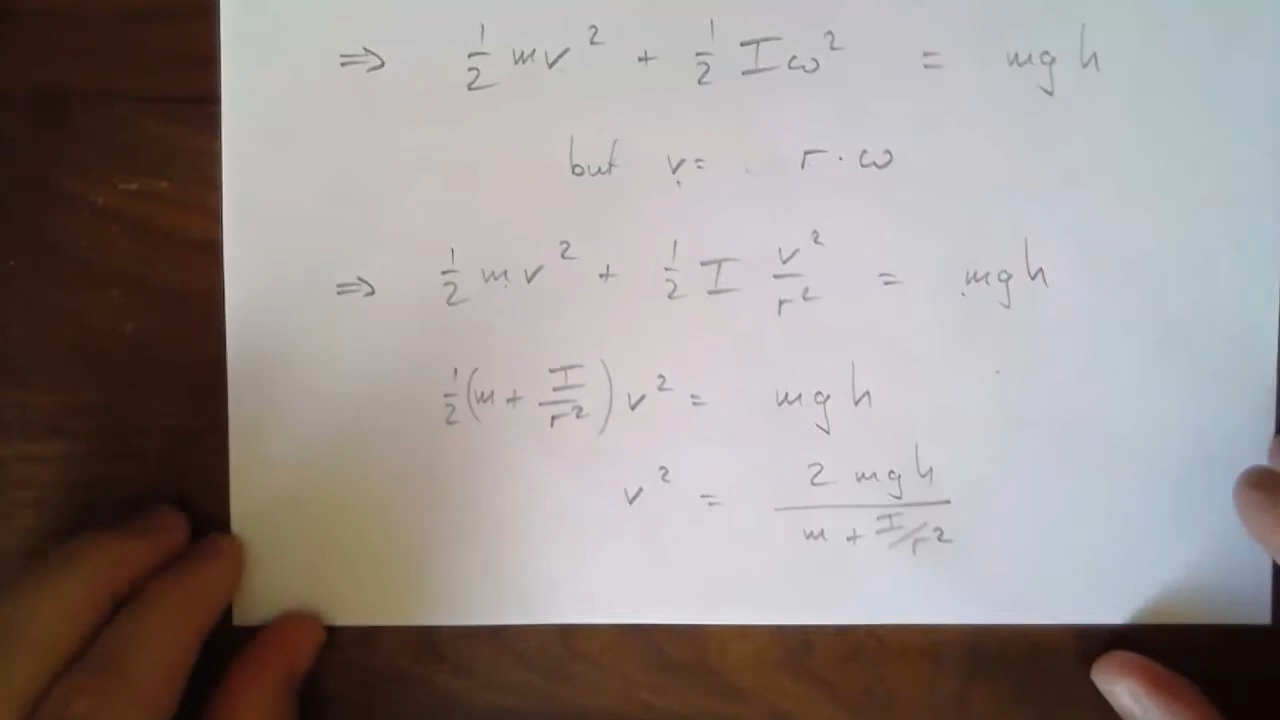 ⇒ ½ mv² + ½ Iω² = mgh
but v = r · ω
⇒ ½ mv² + ½ I v²/r² = mgh
½(m + I/r²) v² = mgh
v² = 2mgh / (m + I/r²)